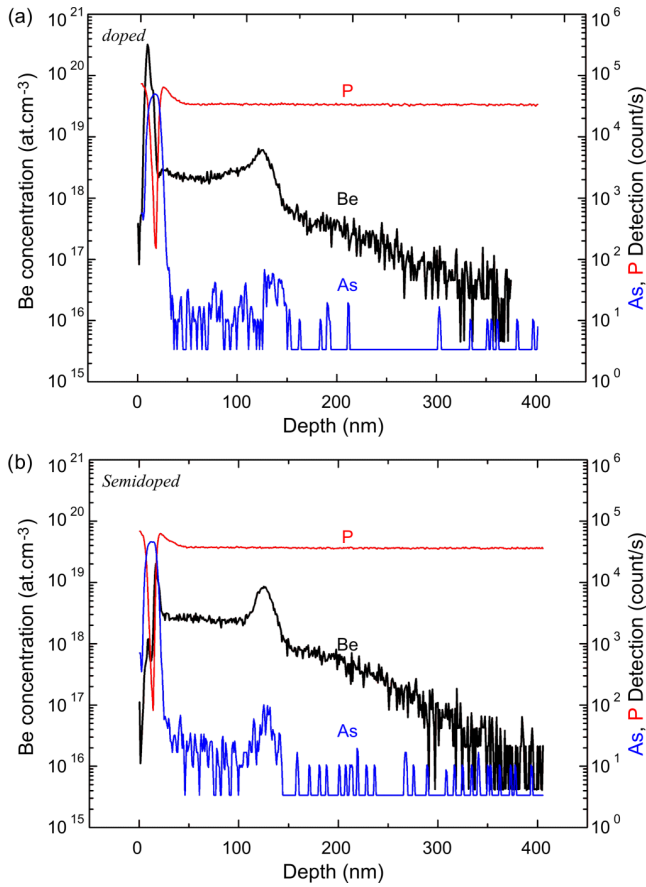 (a)
doped
10^21
10^20
10^19
10^18
10^17
10^16
10^15
Be concentration (at.cm-3)
P
Be
As
10^6
10^5
10^4
10^3
10^2
10^1
10^0
As, P Detection (count/s)
0 100 200 300 400
Depth (nm)
(b)
Semidoped
10^21
10^20
10^19
10^18
10^17
10^16
10^15
Be concentration (at.cm-3)
P
Be
As
10^6
10^5
10^4
10^3
10^2
10^1
10^0
As, P Detection (count/s)
0 100 200 300 400
Depth (nm)